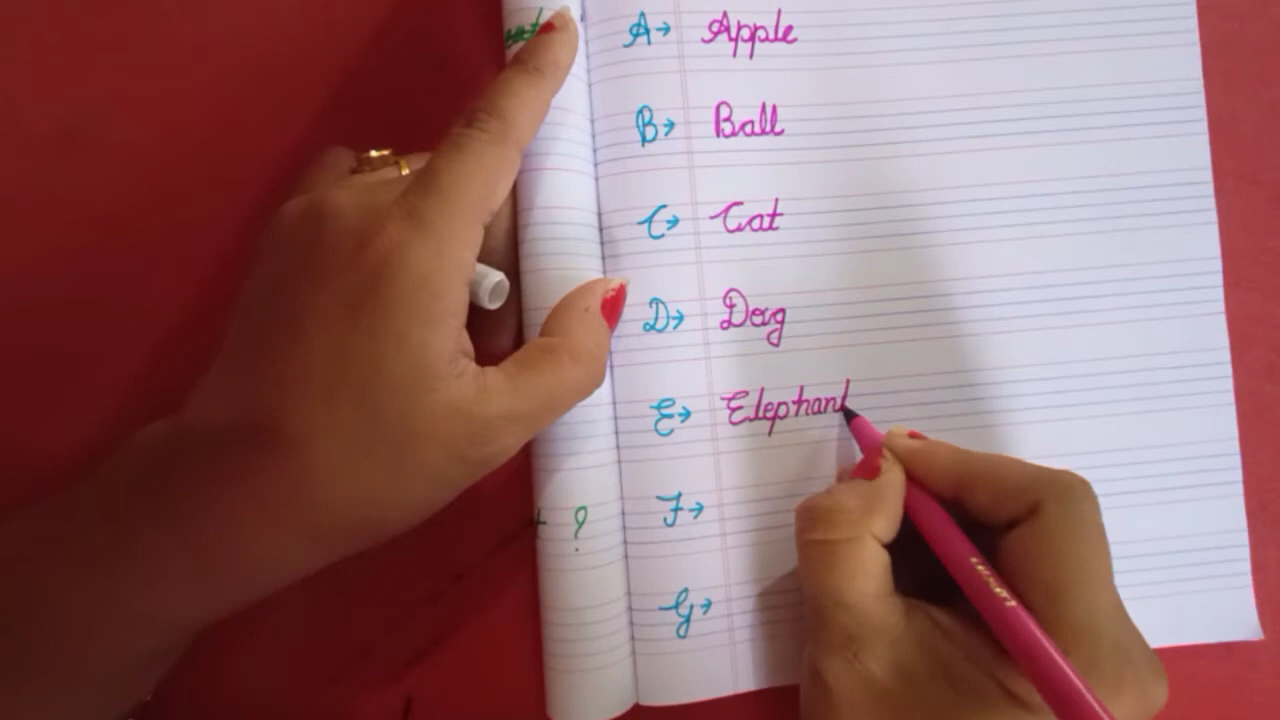 A→ Apple
B→ Ball
C→ Cat
D→ Dog
E→ Elephant
F→
G→
?